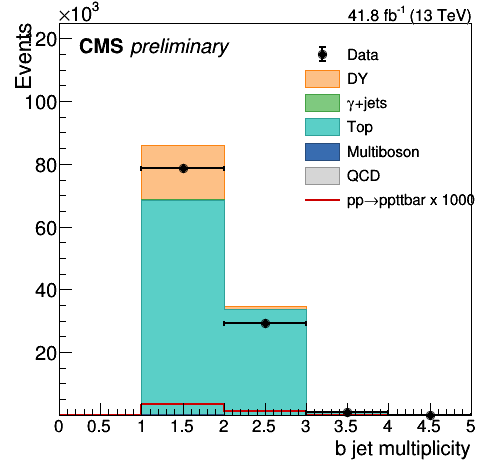 ×10³
41.8 fb⁻¹ (13 TeV)
Events
CMS preliminary
Data
DY
γ+jets
Top
Multiboson
QCD
pp→ppttbar x 1000
120
100
80
60
40
20
0 0.5 1 1.5 2 2.5 3 3.5 4 4.5 5
b jet multiplicity